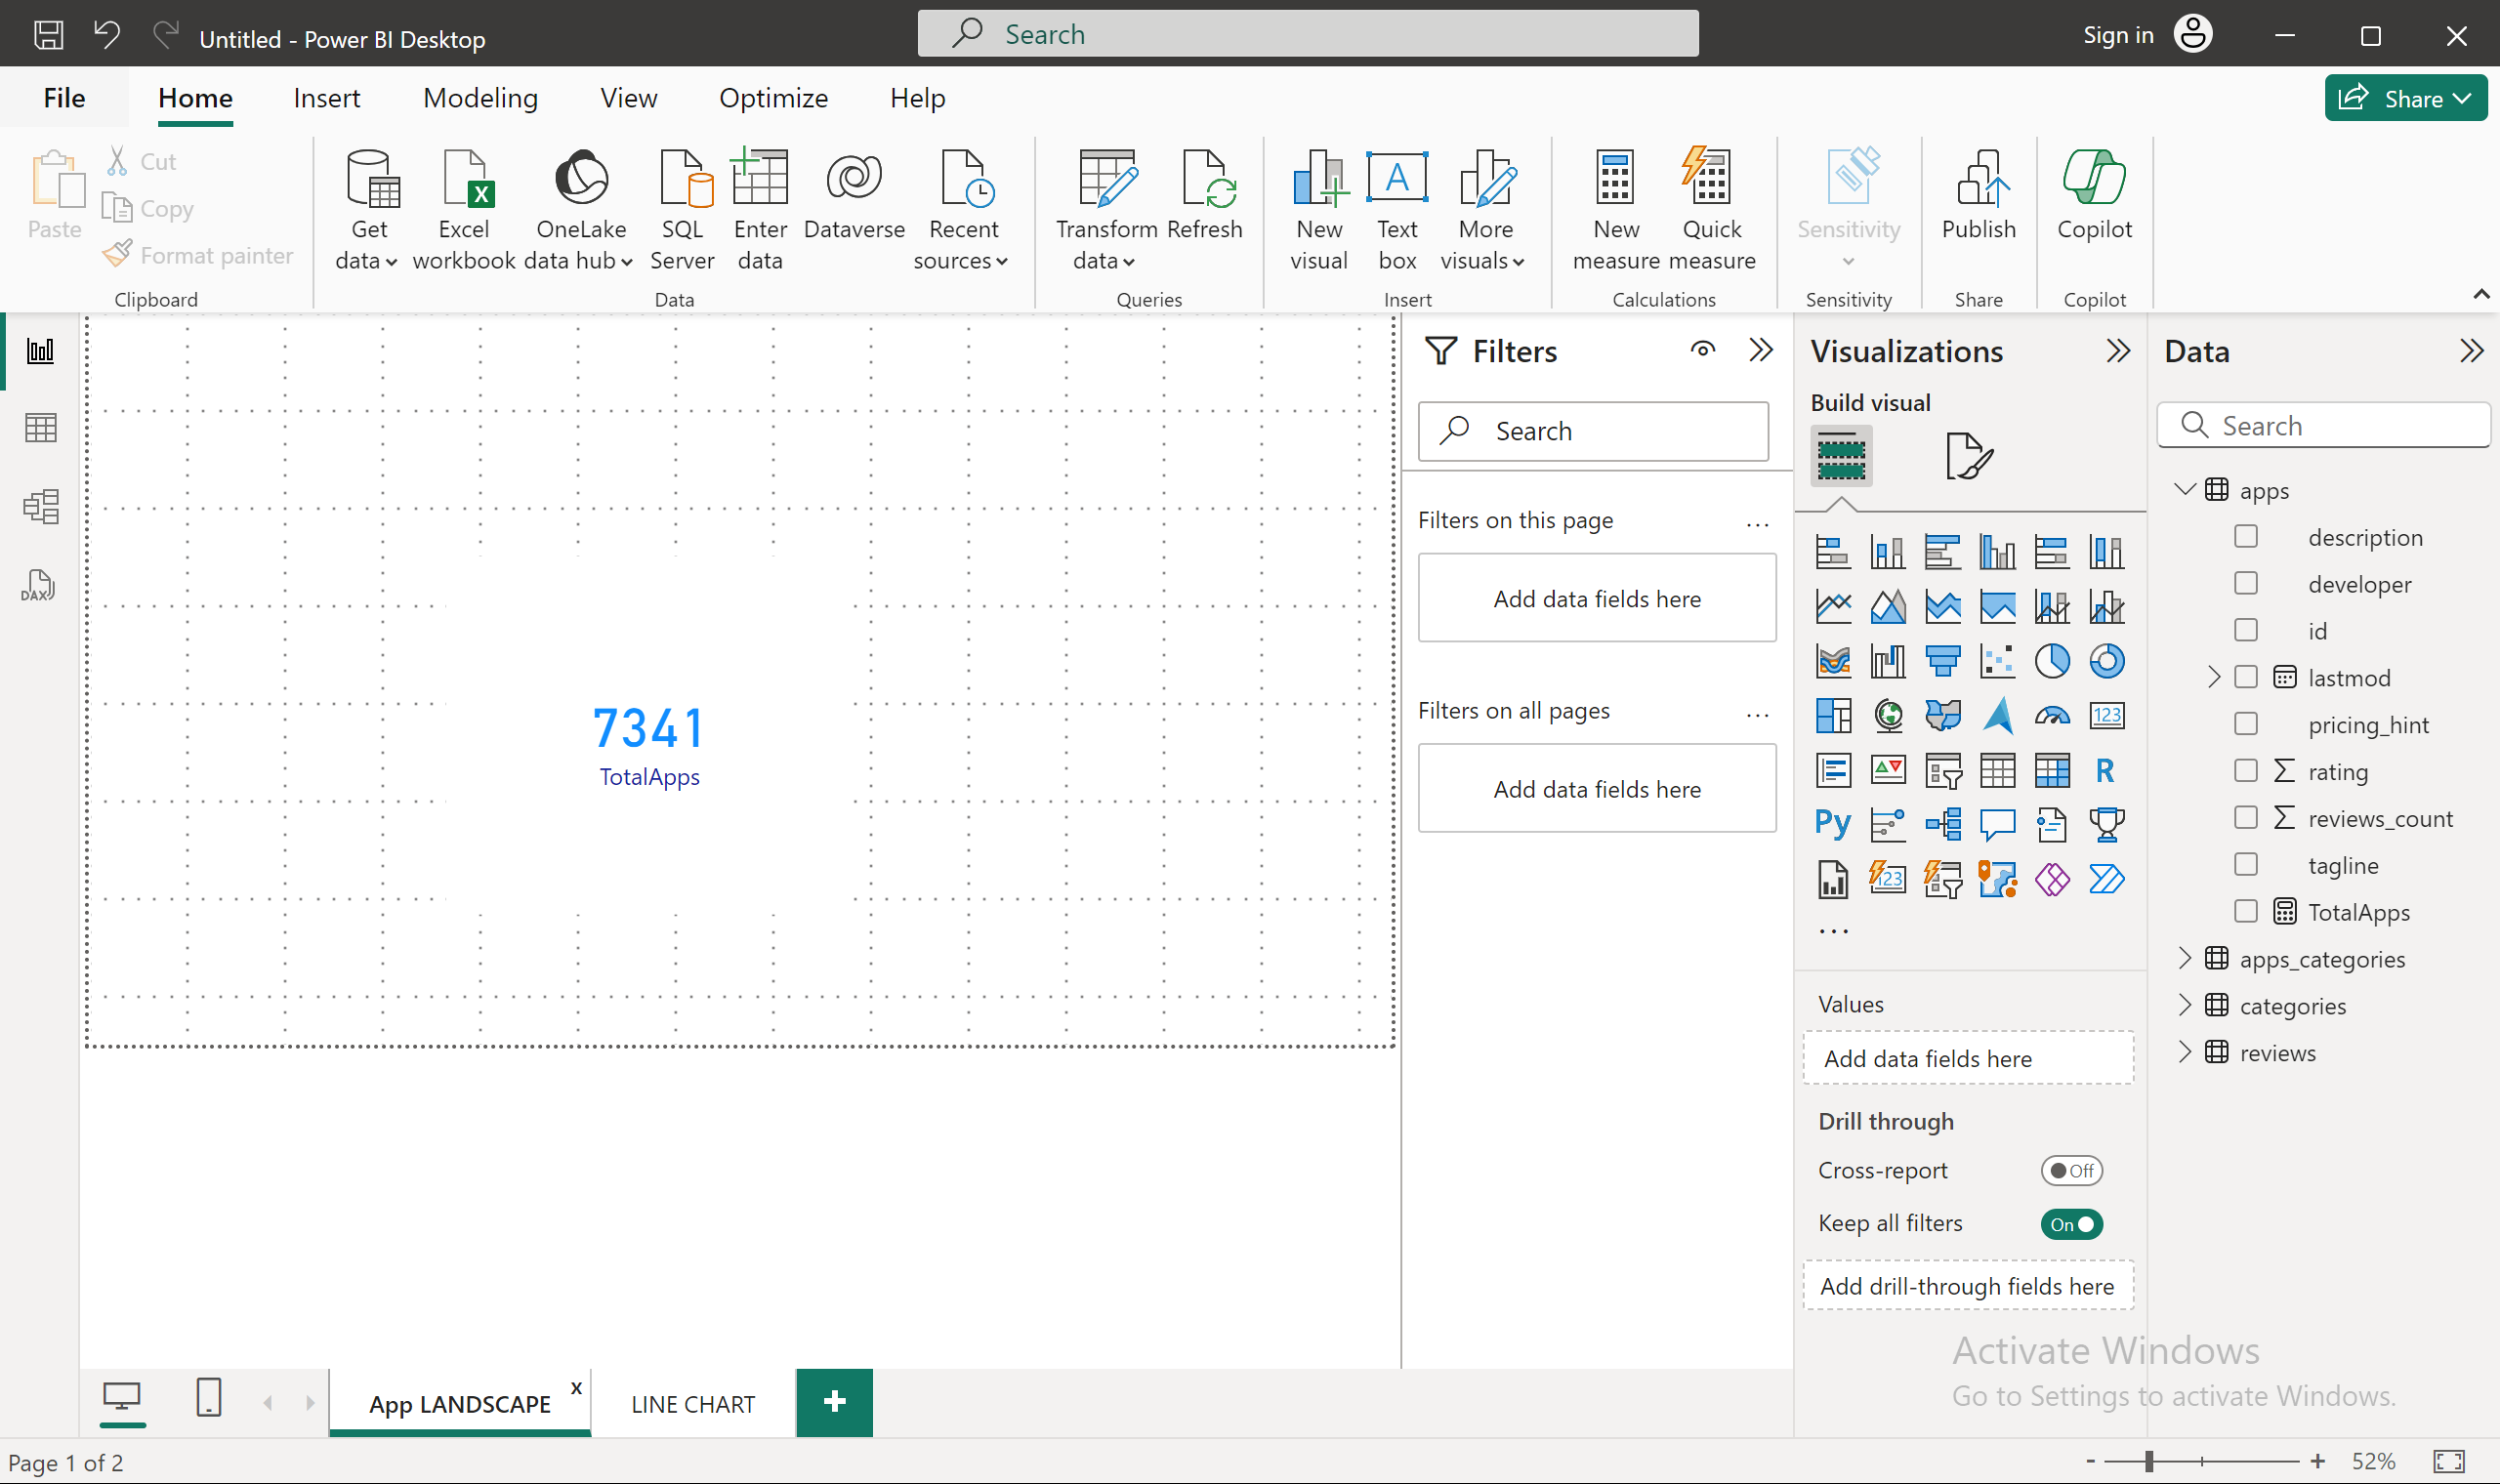 Untitled - Power BI Desktop
Search
Sign in
File
Home
Insert
Modeling
View
Optimize
Help
Share
Paste
Cut
Copy
Format painter
Clipboard
Get
data
Excel
workbook
OneLake
data hub
SQL
Server
Enter
data
Dataverse
Recent
sources
Data
Transform
data
Refresh
Queries
New
visual
A
Text
box
More
visuals
Insert
New
measure
Quick
measure
Calculations
Sensitivity
Sensitivity
Publish
Share
Copilot
Copilot
DAX
7341
TotalApps
Filters
Search
Filters on this page
...
Add data fields here
Filters on all pages
...
Add data fields here
Visualizations
Build visual
123
R
Py
123
...
Values
Add data fields here
Drill through
Cross-report
Off
Keep all filters
On
Add drill-through fields here
Data
Search
apps
description
developer
id
lastmod
pricing_hint
Σ rating
Σ reviews_count
tagline
TotalApps
apps_categories
categories
reviews
Activate Windows
Go to Settings to activate Windows.
App LANDSCAPE
x
LINE CHART
+
Page 1 of 2
-
+
52%